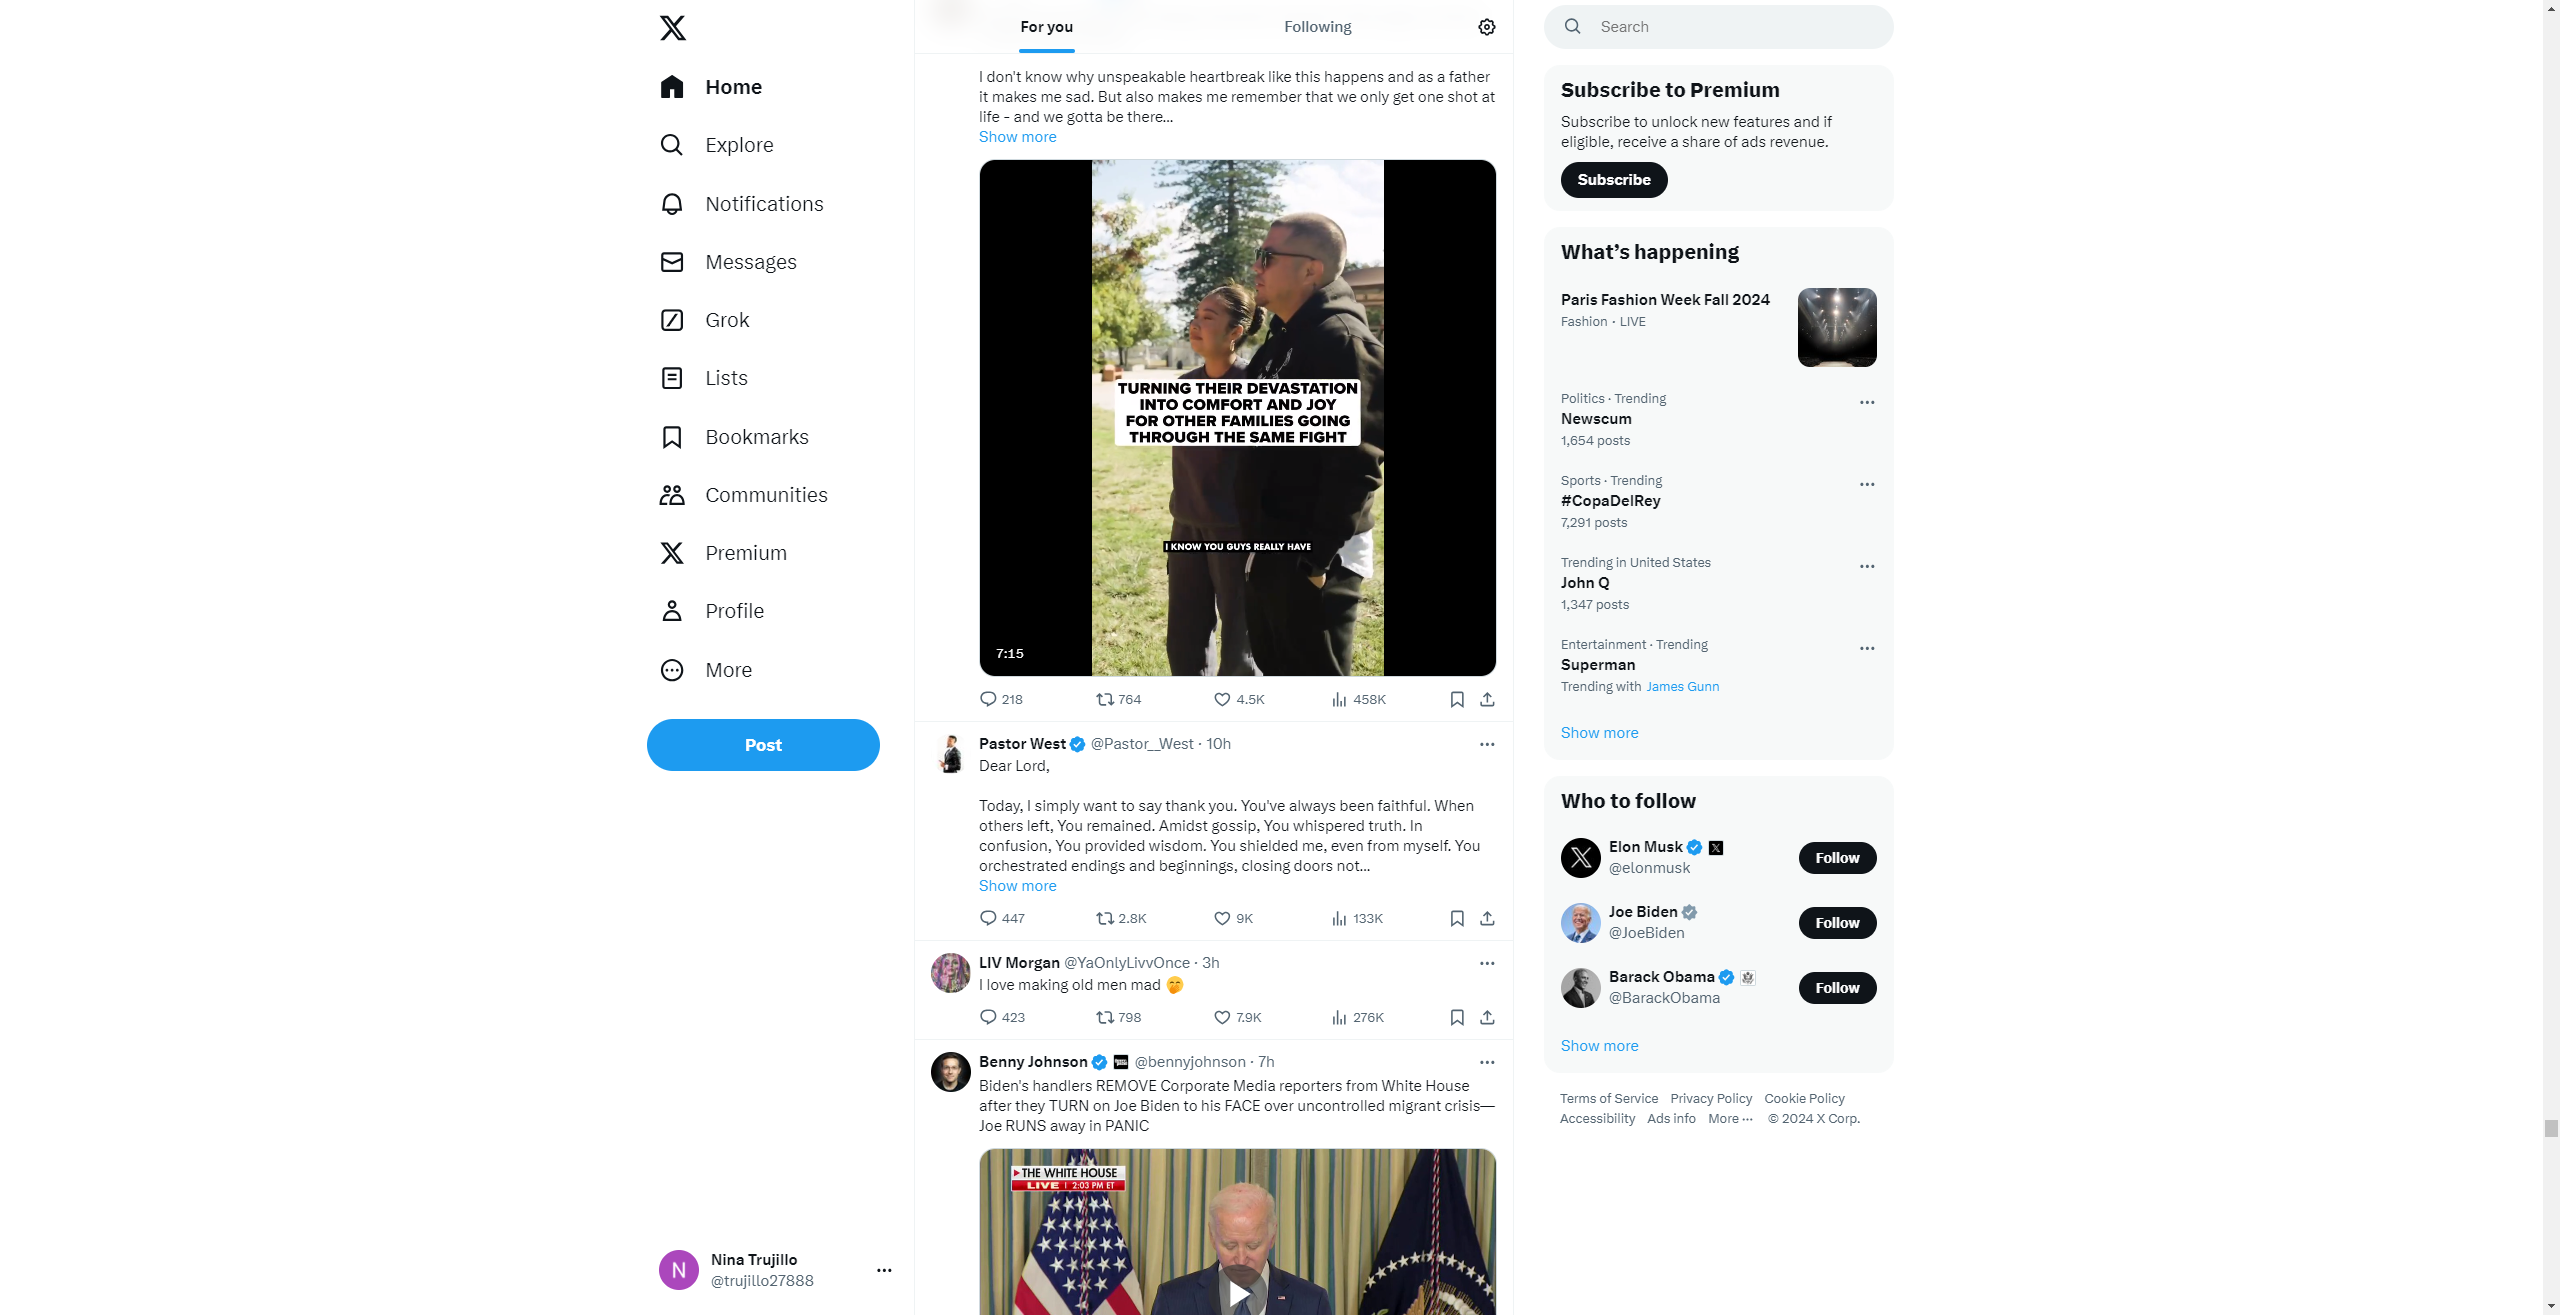 Home
Explore
Notifications
Messages
Grok
Lists
Bookmarks
Communities
Premium
Profile
More
Post
Nina Trujillo
@trujillo27888
N
For you
Following
I don't know why unspeakable heartbreak like this happens and as a father
it makes me sad. But also makes me remember that we only get one shot at
life - and we gotta be there...
Show more
TURNING THEIR DEVASTATION
INTO COMFORT AND JOY
FOR OTHER FAMILIES GOING
THROUGH THE SAME FIGHT
I KNOW YOU GUYS REALLY HAVE
7:15
218 764 4.5K 458K
Pastor West @Pastor__West · 10h
Dear Lord,
Today, I simply want to say thank you. You've always been faithful. When
others left, You remained. Amidst gossip, You whispered truth. In
confusion, You provided wisdom. You shielded me, even from myself. You
orchestrated endings and beginnings, closing doors not...
Show more
447 2.8K 9K 133K
LIV Morgan @YaOnlyLivvOnce · 3h
I love making old men mad 🤭
423 798 7.9K 276K
Benny Johnson @bennyjohnson · 7h
Biden's handlers REMOVE Corporate Media reporters from White House
after they TURN on Joe Biden to his FACE over uncontrolled migrant crisis—
Joe RUNS away in PANIC
THE WHITE HOUSE
LIVE | 2:03 PM ET
Search
Subscribe to Premium
Subscribe to unlock new features and if
eligible, receive a share of ads revenue.
Subscribe
What’s happening
Paris Fashion Week Fall 2024
Fashion · LIVE
Politics · Trending
Newscum
1,654 posts
Sports · Trending
#CopaDelRey
7,291 posts
Trending in United States
John Q
1,347 posts
Entertainment · Trending
Superman
Trending with James Gunn
Show more
Who to follow
Elon Musk
@elonmusk
Follow
Joe Biden
@JoeBiden
Follow
Barack Obama
@BarackObama
Follow
Show more
Terms of Service Privacy Policy Cookie Policy
Accessibility Ads info More ··· © 2024 X Corp.